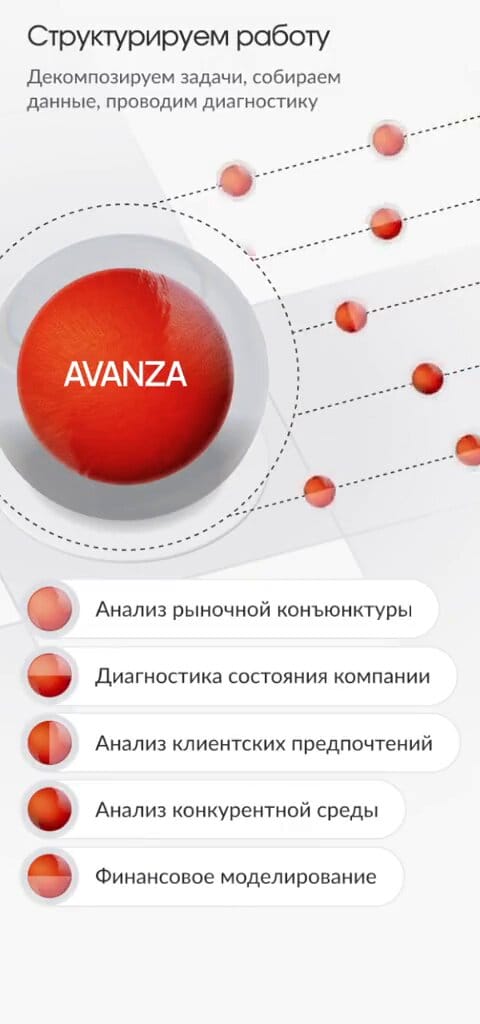 Структурируем работу
Декомпозируем задачи, собираем
данные, проводим диагностику
AVANZA
Анализ рыночной конъюнктуры
Диагностика состояния компании
Анализ клиентских предпочтений
Анализ конкурентной среды
Финансовое моделирование